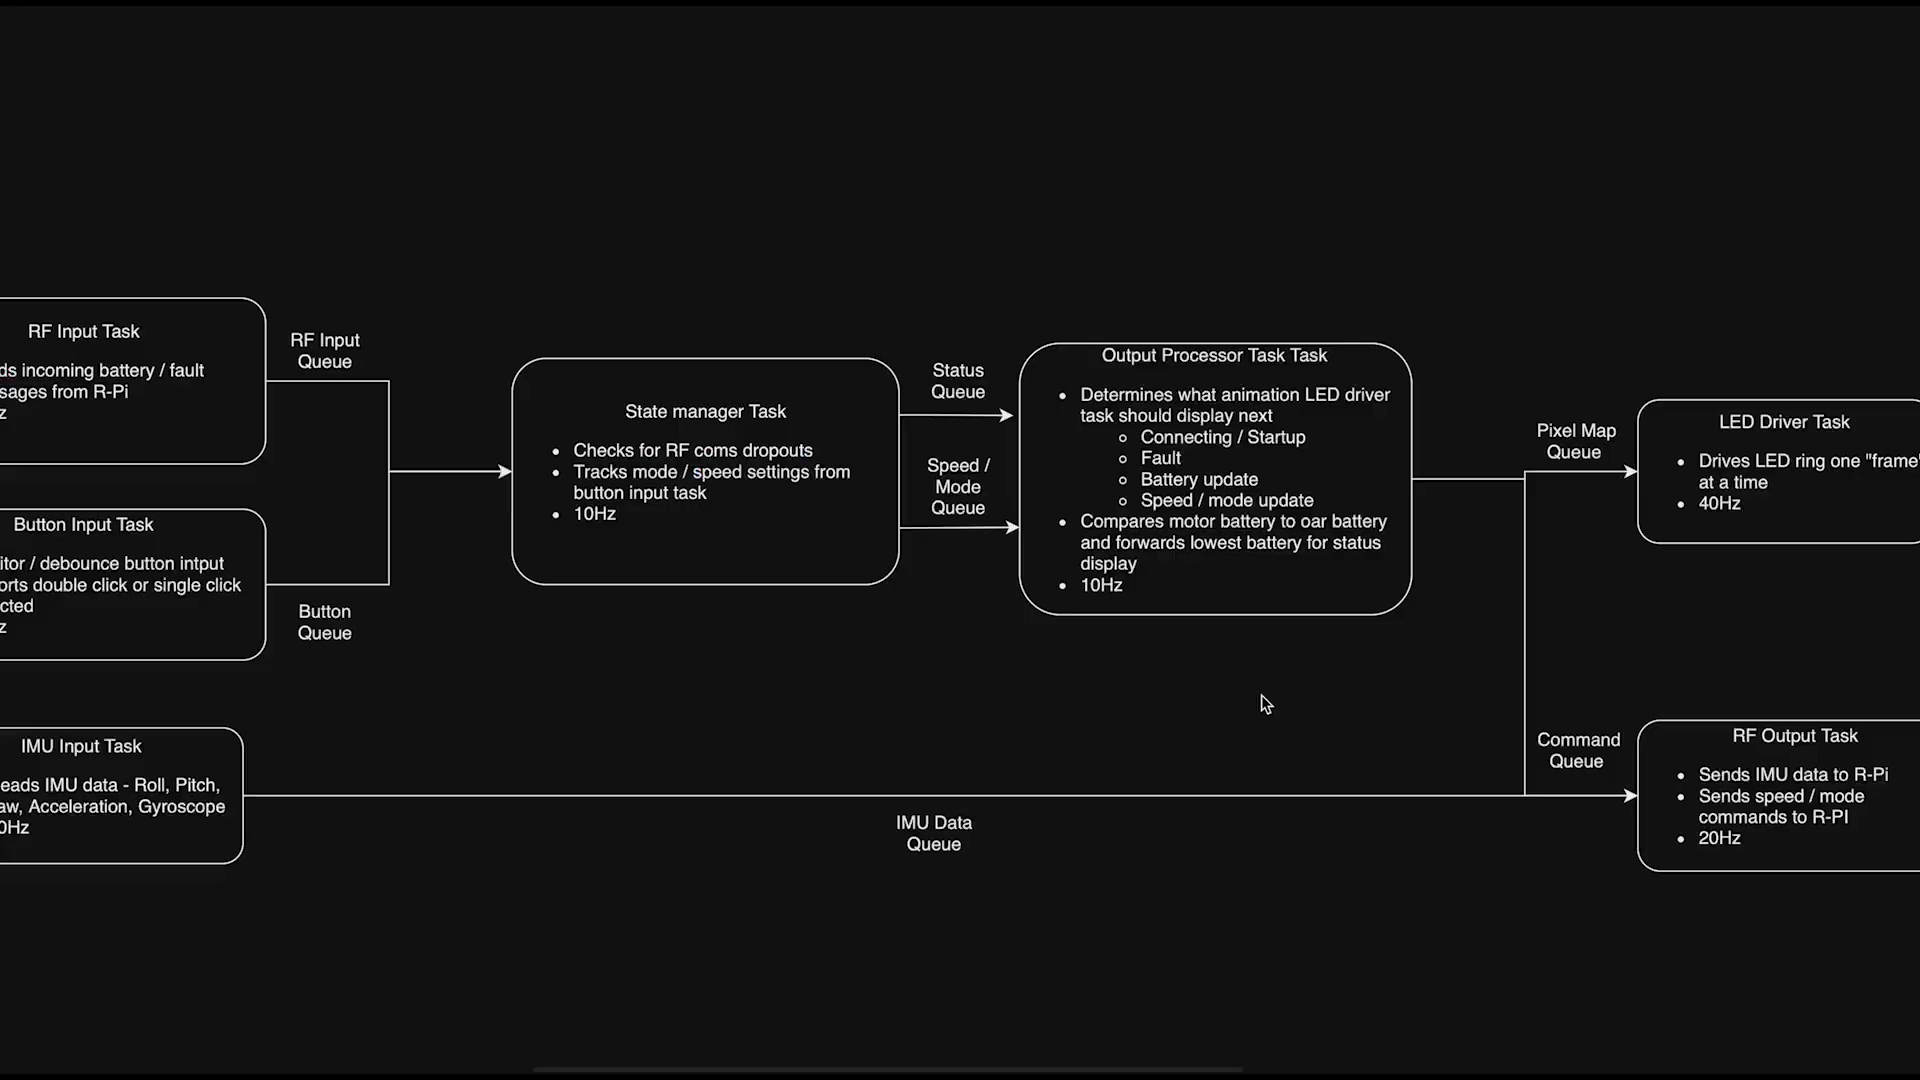 RF Input Task
ds incoming battery / fault
sages from R-Pi
z
RF Input
Queue
Button Input Task
itor / debounce button intput
orts double click or single click
cted
z
Button
Queue
IMU Input Task
eads IMU data - Roll, Pitch,
aw, Acceleration, Gyroscope
0Hz
IMU Data
Queue
State manager Task
• Checks for RF coms dropouts
• Tracks mode / speed settings from
button input task
• 10Hz
Status
Queue
Speed /
Mode
Queue
Output Processor Task Task
• Determines what animation LED driver
task should display next
○ Connecting / Startup
○ Fault
○ Battery update
○ Speed / mode update
• Compares motor battery to oar battery
and forwards lowest battery for status
display
• 10Hz
Pixel Map
Queue
LED Driver Task
• Drives LED ring one "frame"
at a time
• 40Hz
Command
Queue
RF Output Task
• Sends IMU data to R-Pi
• Sends speed / mode
commands to R-PI
• 20Hz